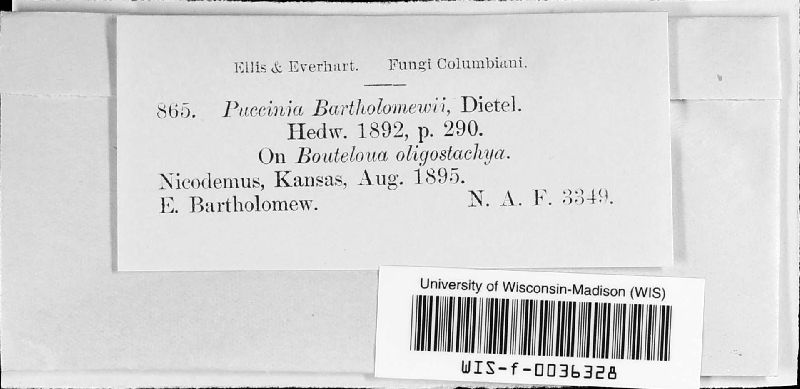 Ellis & Everhart. Fungi Columbiani.
865. Puccinia Bartholomewii, Dietel.
Hedw. 1892, p. 290.
On Bouteloua oligostachya.
Nicodemus, Kansas, Aug. 1895.
E. Bartholomew. N. A. F. 3349.
University of Wisconsin-Madison (WIS)
WIS-f-0036328